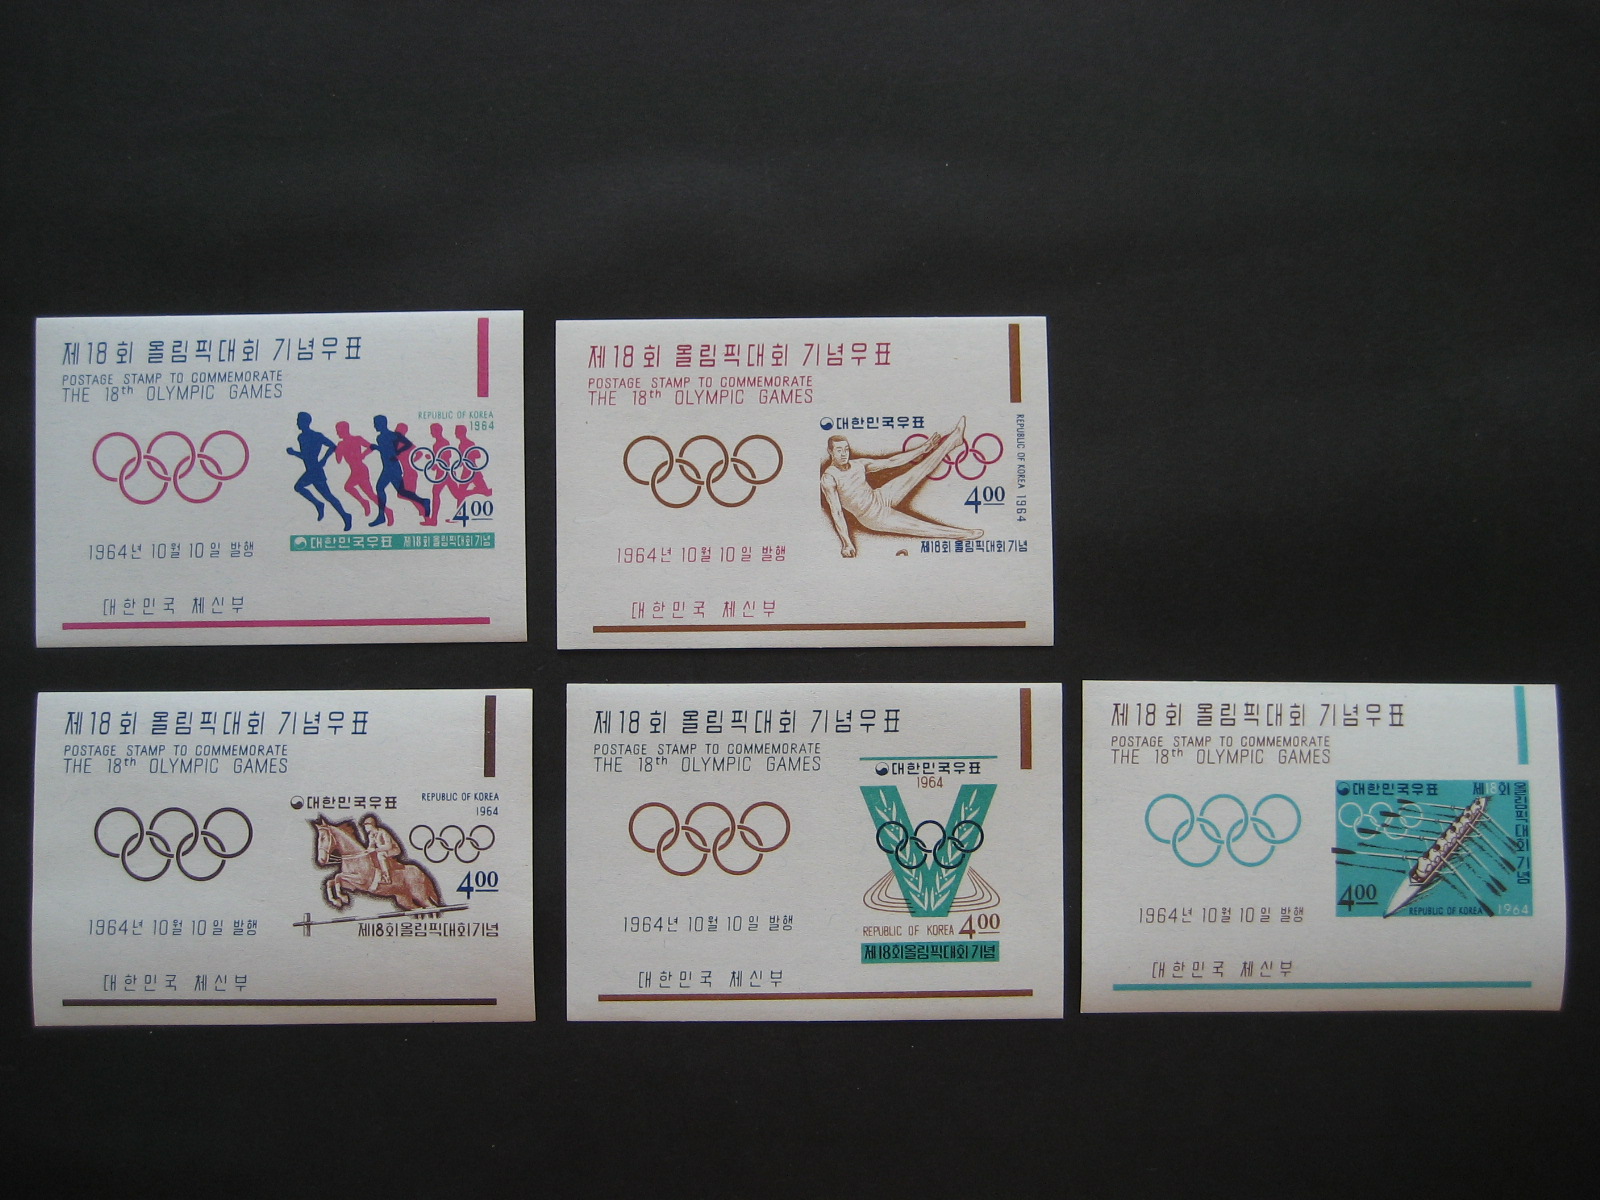 제18회 올림픽대회 기념우표
POSTAGE STAMP TO COMMEMORATE
THE 18th OLYMPIC GAMES
REPUBLIC OF KOREA
1964
4 00
대한민국우표 제18회 올림픽대회기념
1964년 10월 10일 발행
대한민국 체신부
제18회 올림픽대회 기념우표
POSTAGE STAMP TO COMMEMORATE
THE 18th OLYMPIC GAMES
대한민국우표
REPUBLIC OF KOREA 1964
4 00
제18회 올림픽대회기념
1964년 10월 10일 발행
대한민국 체신부
제18회 올림픽대회 기념우표
POSTAGE STAMP TO COMMEMORATE
THE 18th OLYMPIC GAMES
대한민국우표
REPUBLIC OF KOREA
1964
4 00
제18회올림픽대회기념
1964년 10월 10일 발행
대한민국 체신부
제18회 올림픽대회 기념우표
POSTAGE STAMP TO COMMEMORATE
THE 18th OLYMPIC GAMES
대한민국우표
1964
REPUBLIC OF KOREA 4 00
제18회올림픽대회기념
1964년 10월 10일 발행
대한민국 체신부
제18회 올림픽대회 기념우표
POSTAGE STAMP TO COMMEMORATE
THE 18th OLYMPIC GAMES
대한민국우표
제18회 올림픽대회기념
4 00
REPUBLIC OF KOREA 1964
1964년 10월 10일 발행
대한민국 체신부